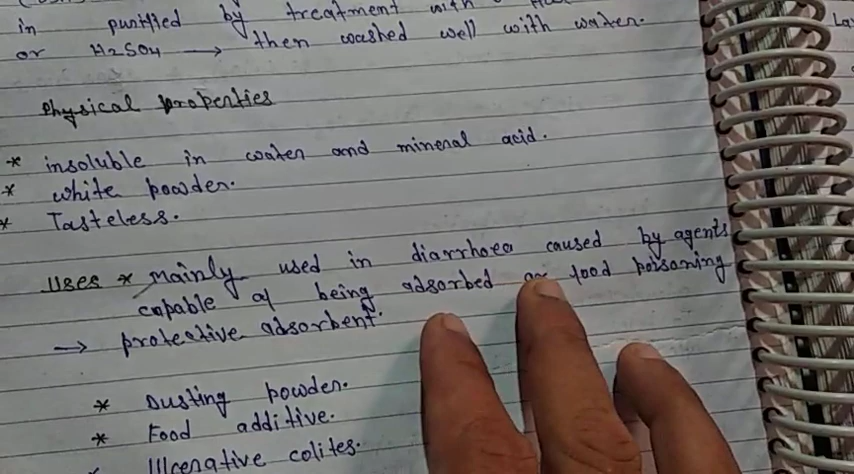 in purified by treatment with
or H2SO4 → then washed well with water.
Physical properties
* insoluble in water and mineral acid.
* white powder.
* Tasteless.
Uses * Mainly used in diarrhoea caused by agents
capable of being adsorbed food poisoning
→ protective adsorbent.
* Dusting powder.
* Food additive.
* Ulcerative colites.